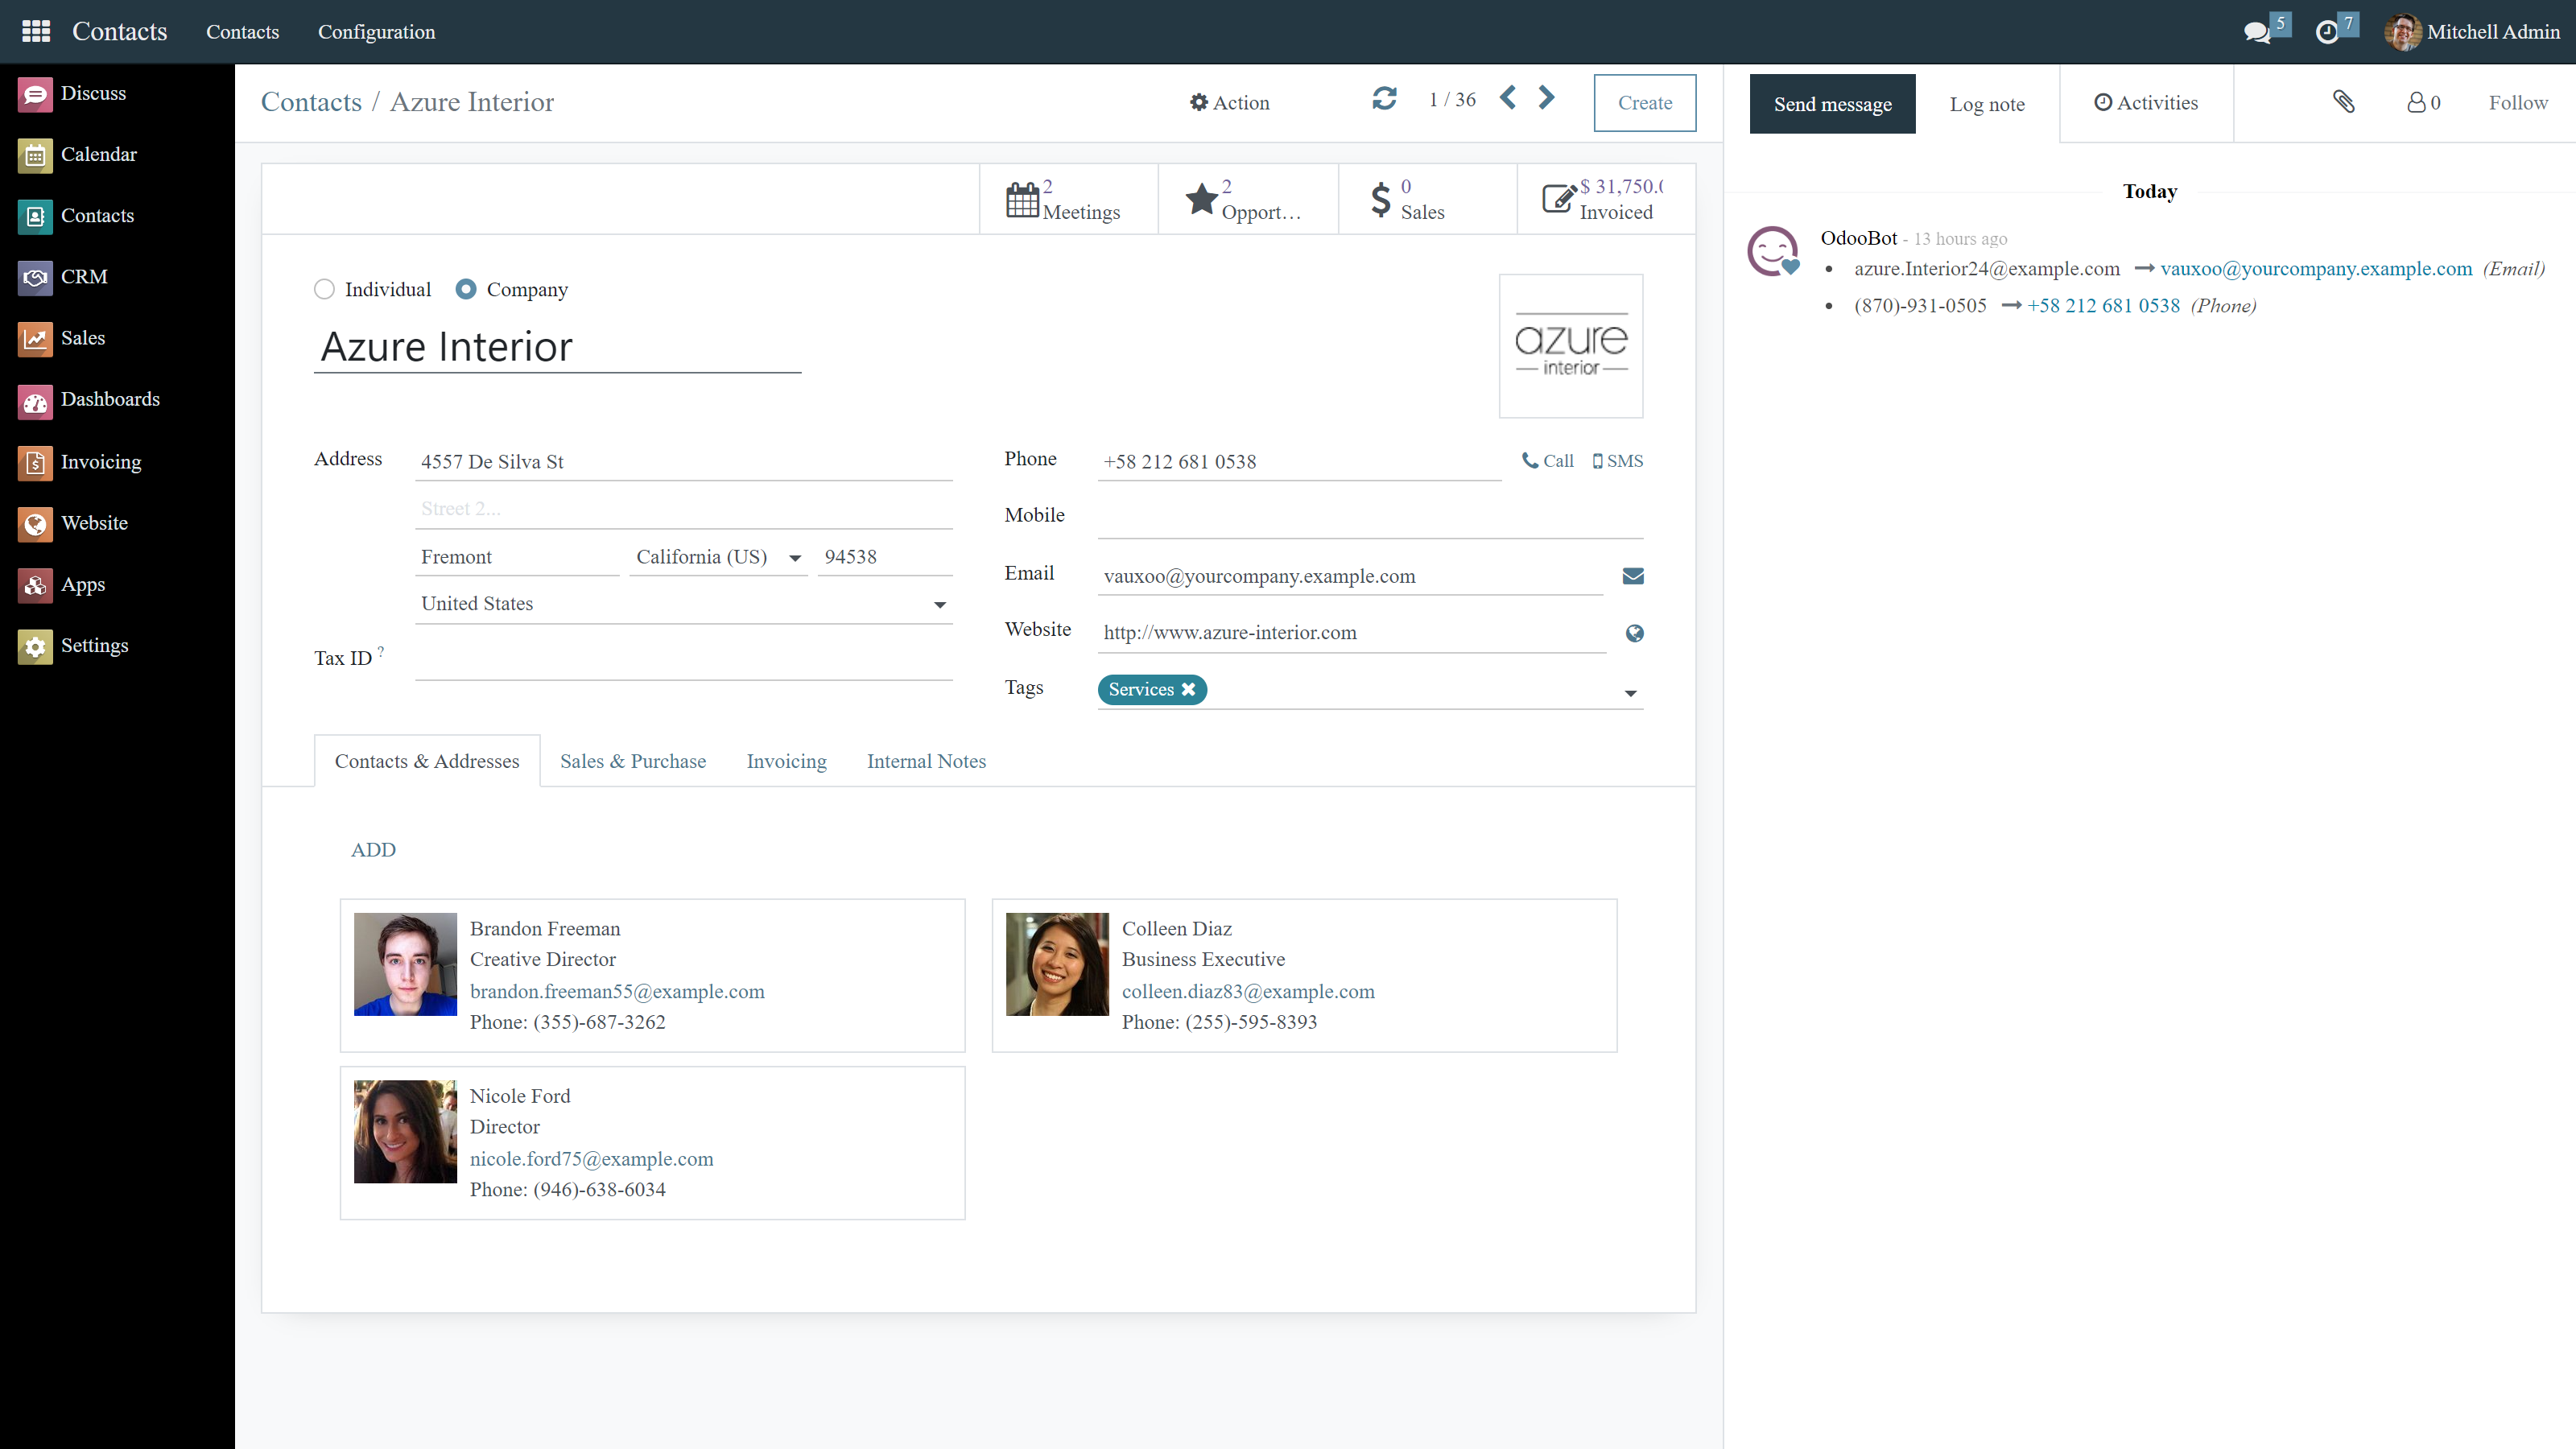 Contacts Contacts Configuration 5 7 Mitchell Admin
Discuss
Calendar
Contacts
CRM
Sales
Dashboards
Invoicing
Website
Apps
Settings
Contacts / Azure Interior Action 1 / 36 Create
2 Meetings
2 Opport...
0 Sales
$ 31,750.0 Invoiced
Individual Company
Azure Interior
azure
interior
Address 4557 De Silva St
Street 2...
Fremont California (US) 94538
United States
Tax ID ?
Phone +58 212 681 0538 Call SMS
Mobile
Email vauxoo@yourcompany.example.com
Website http://www.azure-interior.com
Tags Services
Contacts & Addresses Sales & Purchase Invoicing Internal Notes
ADD
Brandon Freeman
Creative Director
brandon.freeman55@example.com
Phone: (355)-687-3262
Colleen Diaz
Business Executive
colleen.diaz83@example.com
Phone: (255)-595-8393
Nicole Ford
Director
nicole.ford75@example.com
Phone: (946)-638-6034
Send message Log note Activities 0 Follow
Today
OdooBot - 13 hours ago
azure.Interior24@example.com → vauxoo@yourcompany.example.com (Email)
(870)-931-0505 → +58 212 681 0538 (Phone)